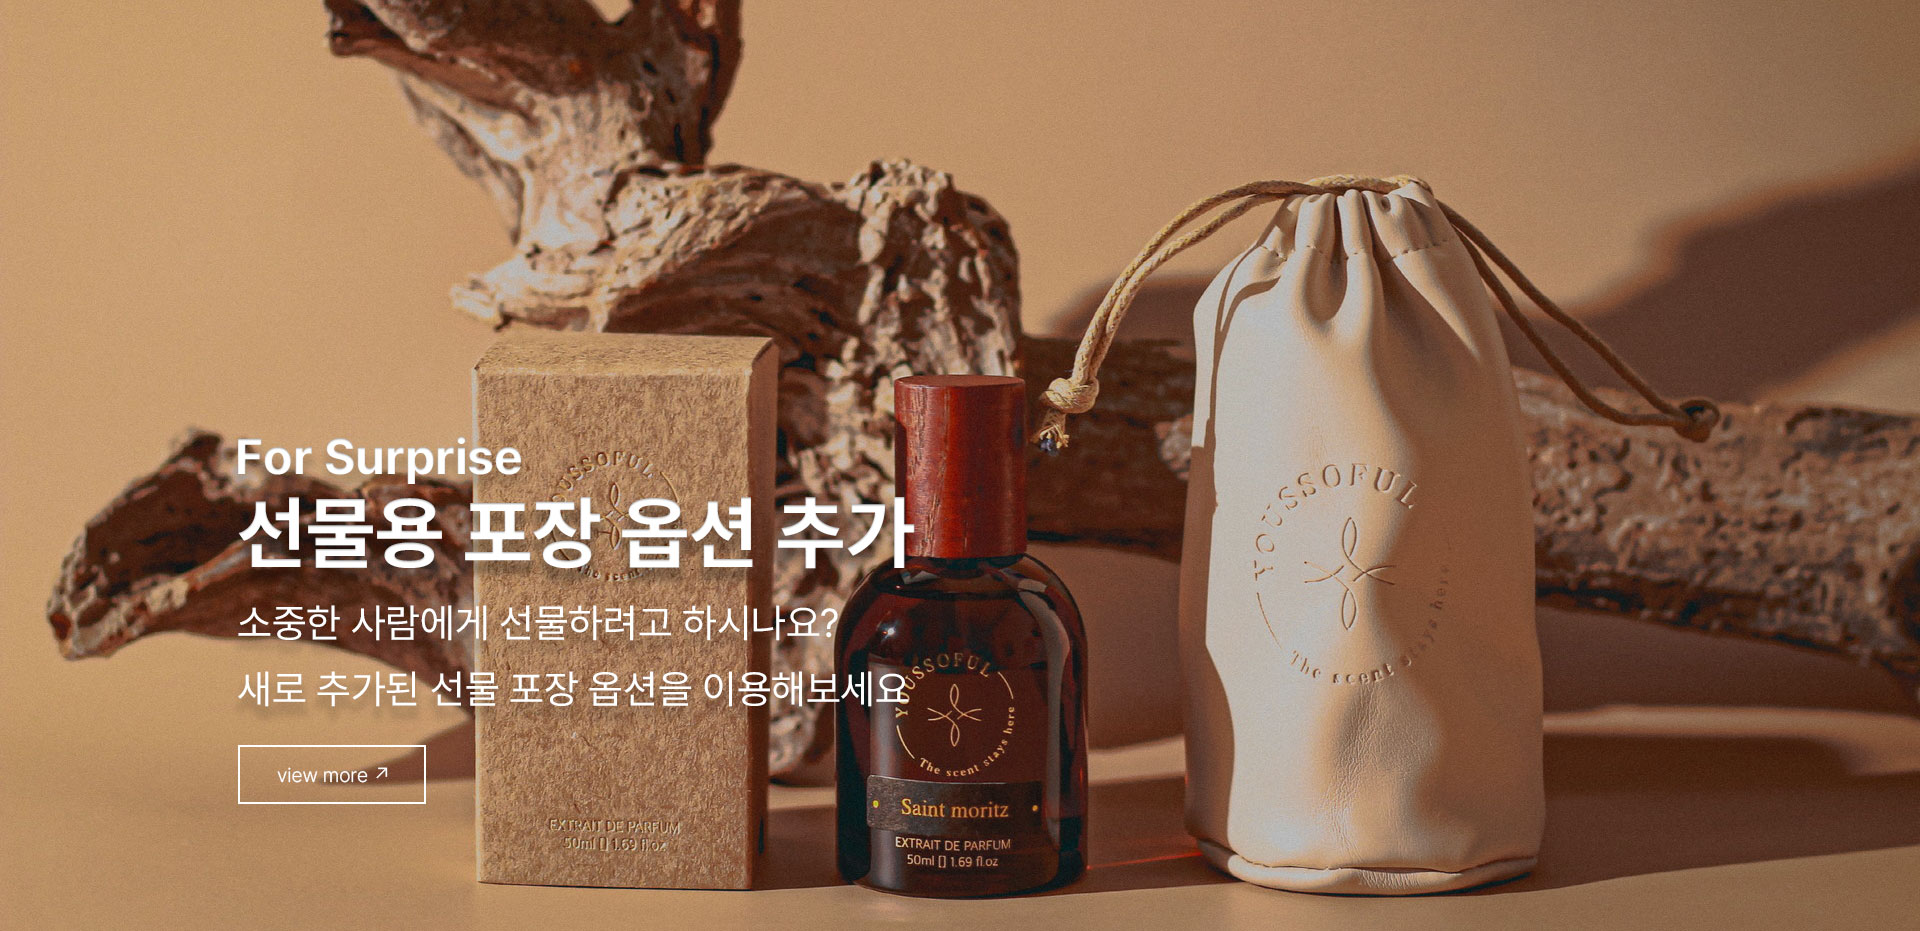 For Surprise
선물용 포장 옵션 추가
소중한 사람에게 선물하려고 하시나요?
새로 추가된 선물 포장 옵션을 이용해보세요
view more ↗
YOUSSOFUL
The scent
EXTRAIT DE PARFUM
50ml [] 1.69 fl.oz
YOUSSOFUL
The scent stays here
Saint moritz
EXTRAIT DE PARFUM
50ml [] 1.69 fl.oz
YOUSSOFUL
The scent stays here